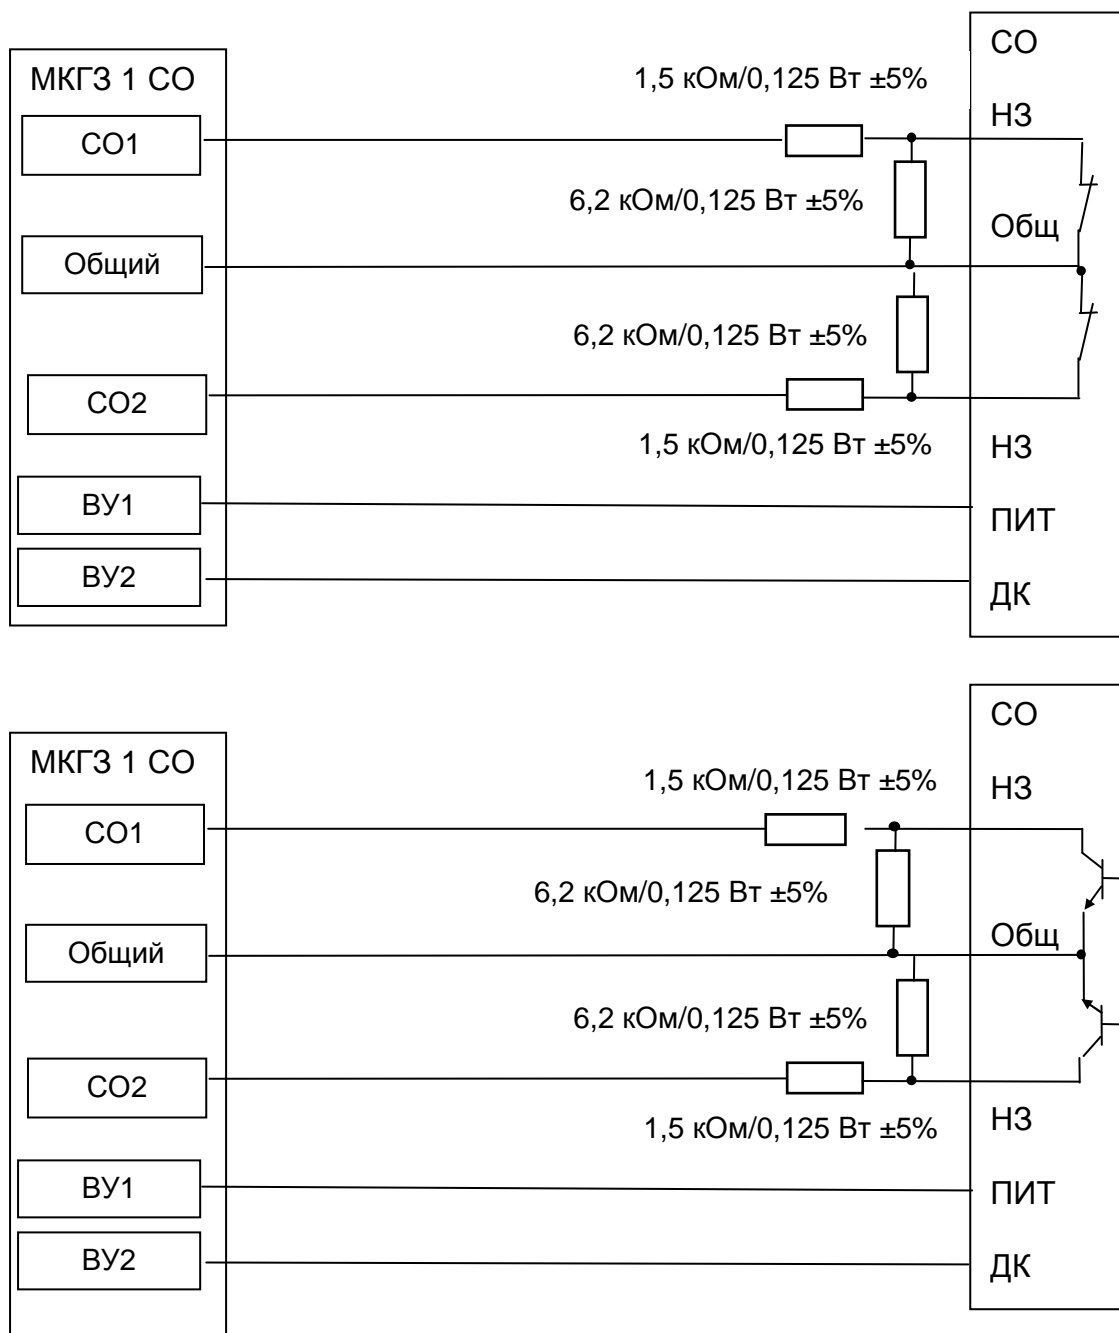 СО
МКГЗ 1 СО
1,5 кОм/0,125 Вт ±5%
НЗ
СО1
6,2 кОм/0,125 Вт ±5%
Общ
Общий
6,2 кОм/0,125 Вт ±5%
СО2
1,5 кОм/0,125 Вт ±5%
НЗ
ВУ1
ПИТ
ВУ2
ДК
СО
МКГЗ 1 СО
1,5 кОм/0,125 Вт ±5%
НЗ
СО1
6,2 кОм/0,125 Вт ±5%
Общ
Общий
6,2 кОм/0,125 Вт ±5%
СО2
1,5 кОм/0,125 Вт ±5%
НЗ
ВУ1
ПИТ
ВУ2
ДК